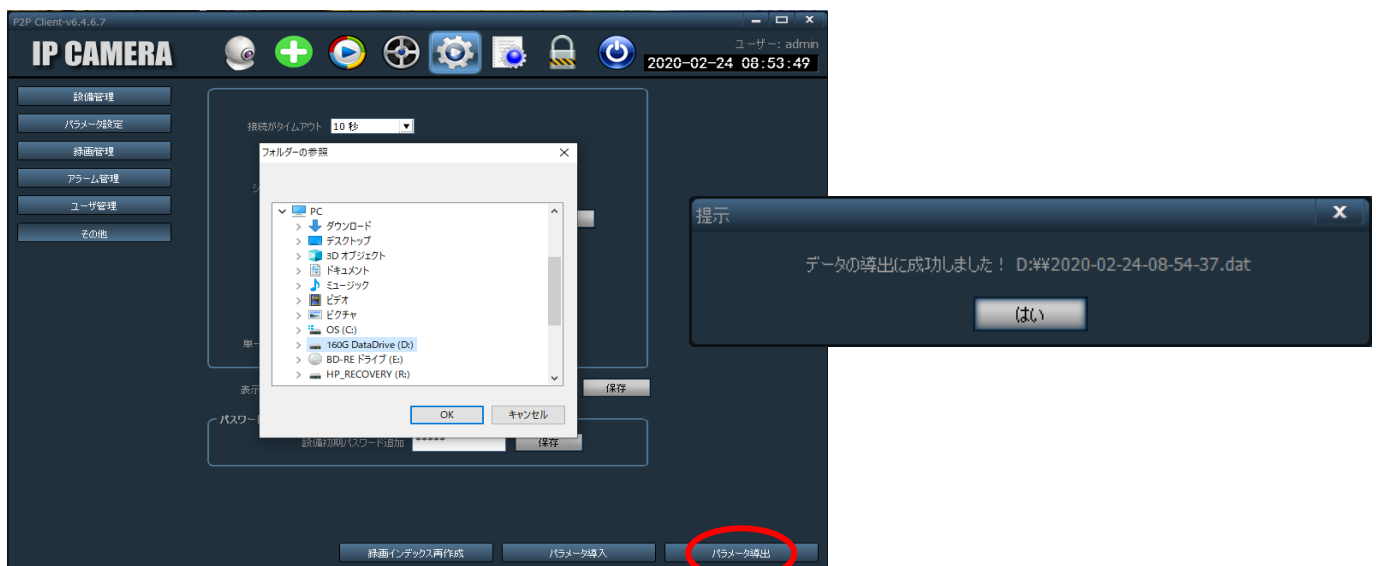 P2P Client-v6.4.6.7
IP CAMERA
ユーザー: admin
2020-02-24 08:53:49
設備管理
パラメータ設定
録画管理
アラーム管理
ユーザ管理
その他
接続がタイムアウト 10 秒
フォルダーの参照
シ
PC
ダウンロード
デスクトップ
3D オブジェクト
ドキュメント
ミュージック
ビデオ
ピクチャ
OS (C:)
160G DataDrive (D:)
BD-RE ドライブ (E:)
HP_RECOVERY (R:)
単一
表示
保存
OK
キャンセル
パスワード
設備初期パスワード追加 *****
保存
録画インデックス再作成
パラメータ導入
パラメータ導出
提示
x
データの導出に成功しました！ D:¥¥2020-02-24-08-54-37.dat
はい